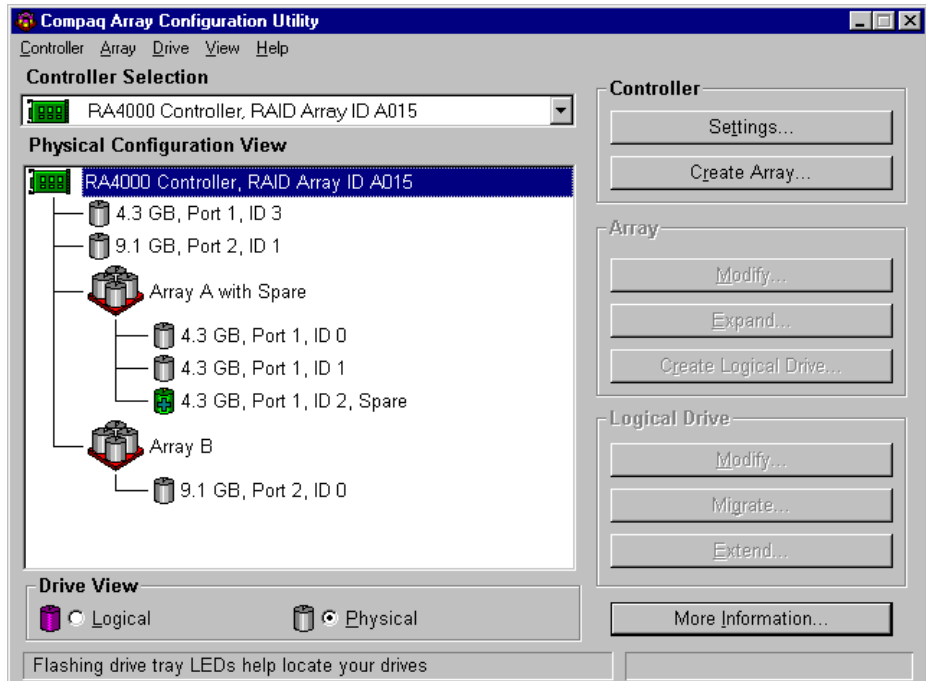 Compaq Array Configuration Utility
Controller Array Drive View Help
Controller Selection
RA4000 Controller, RAID Array ID A015
Physical Configuration View
RA4000 Controller, RAID Array ID A015
4.3 GB, Port 1, ID 3
9.1 GB, Port 2, ID 1
Array A with Spare
4.3 GB, Port 1, ID 0
4.3 GB, Port 1, ID 1
4.3 GB, Port 1, ID 2, Spare
Array B
9.1 GB, Port 2, ID 0
Drive View
Logical
Physical
Controller
Settings...
Create Array...
Array
Modify...
Expand...
Create Logical Drive...
Logical Drive
Modify...
Migrate...
Extend...
More Information...
Flashing drive tray LEDs help locate your drives